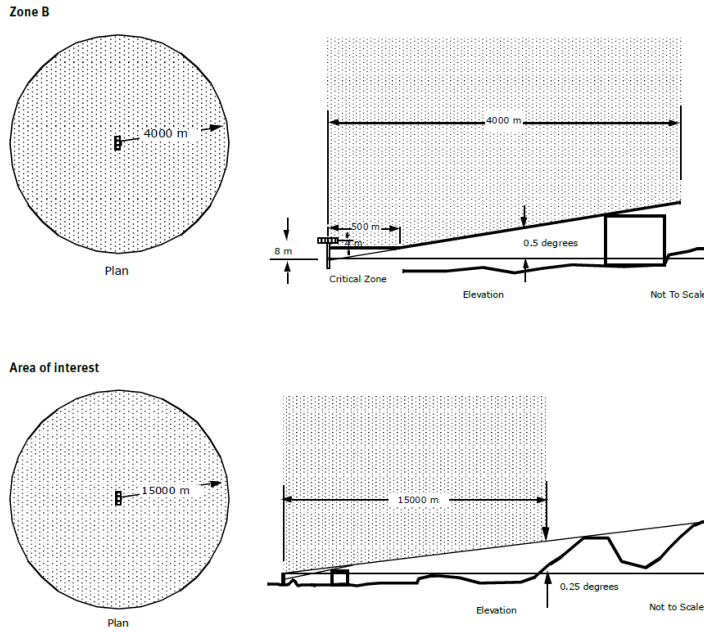 Zone B
4000 m
Plan
4000 m
500 m
4 m
8 m
0.5 degrees
Critical Zone
Elevation
Not To Scale
Area of interest
15000 m
Plan
15000 m
0.25 degrees
Elevation
Not to Scale